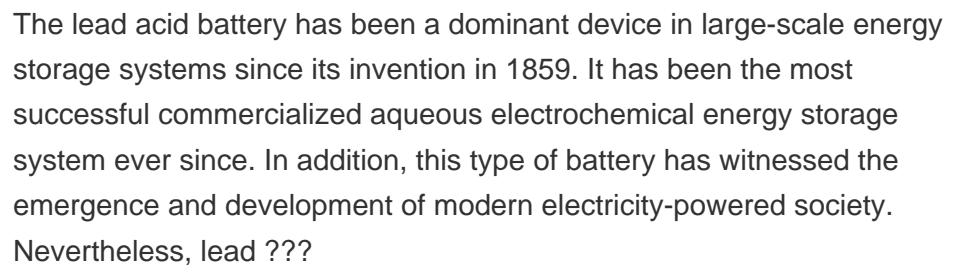 The lead acid battery has been a dominant device in large-scale energy
storage systems since its invention in 1859. It has been the most
successful commercialized aqueous electrochemical energy storage
system ever since. In addition, this type of battery has witnessed the
emergence and development of modern electricity-powered society.
Nevertheless, lead ???